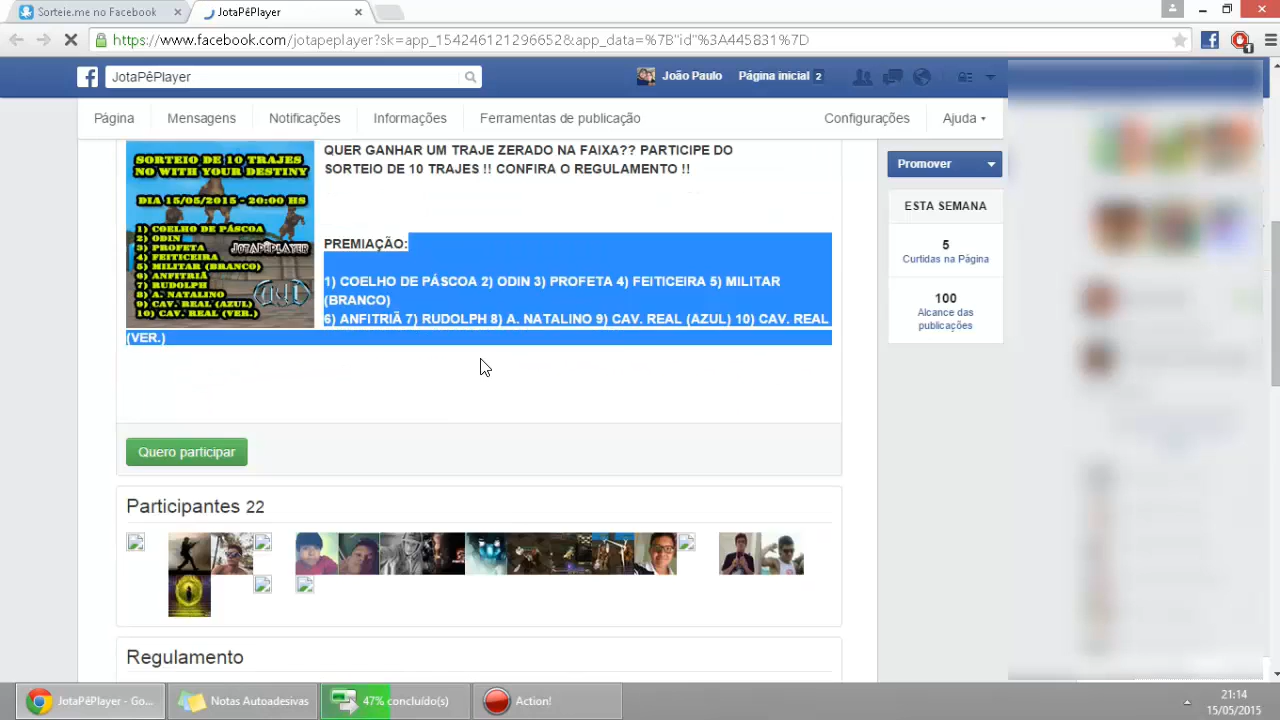 Sorteie.me no Facebook
JotaPêPlayer
https://www.facebook.com/jotapeplayer?sk=app_154246121296652&app_data=%7B"id"%3A445831%7D
1
JotaPêPlayer
João Paulo
Página inicial 2
Página
Mensagens
Notificações
Informações
Ferramentas de publicação
Configurações
Ajuda
SORTEIO DE 10 TRAJES
NO WITH YOUR DESTINY
DIA 15/05/2015 - 20:00 HS
1) COELHO DE PÁSCOA
2) ODIN
3) PROFETA
4) FEITICEIRA
5) MILITAR (BRANCO)
6) ANFITRIÃ
7) RUDOLPH
8) A. NATALINO
9) CAV. REAL (AZUL)
10) CAV. REAL (VER.)
JOTAPÊPLAYER
QUER GANHAR UM TRAJE ZERADO NA FAIXA?? PARTICIPE DO
SORTEIO DE 10 TRAJES !! CONFIRA O REGULAMENTO !!
PREMIAÇÃO:
1) COELHO DE PÁSCOA 2) ODIN 3) PROFETA 4) FEITICEIRA 5) MILITAR
(BRANCO)
6) ANFITRIÃ 7) RUDOLPH 8) A. NATALINO 9) CAV. REAL (AZUL) 10) CAV. REAL
(VER.)
Promover
ESTA SEMANA
5
Curtidas na Página
100
Alcance das
publicações
Quero participar
Participantes 22
Regulamento
JotaPêPlayer - Go...
Notas Autoadesivas
47% concluído(s)
Action!
21:14
15/05/2015